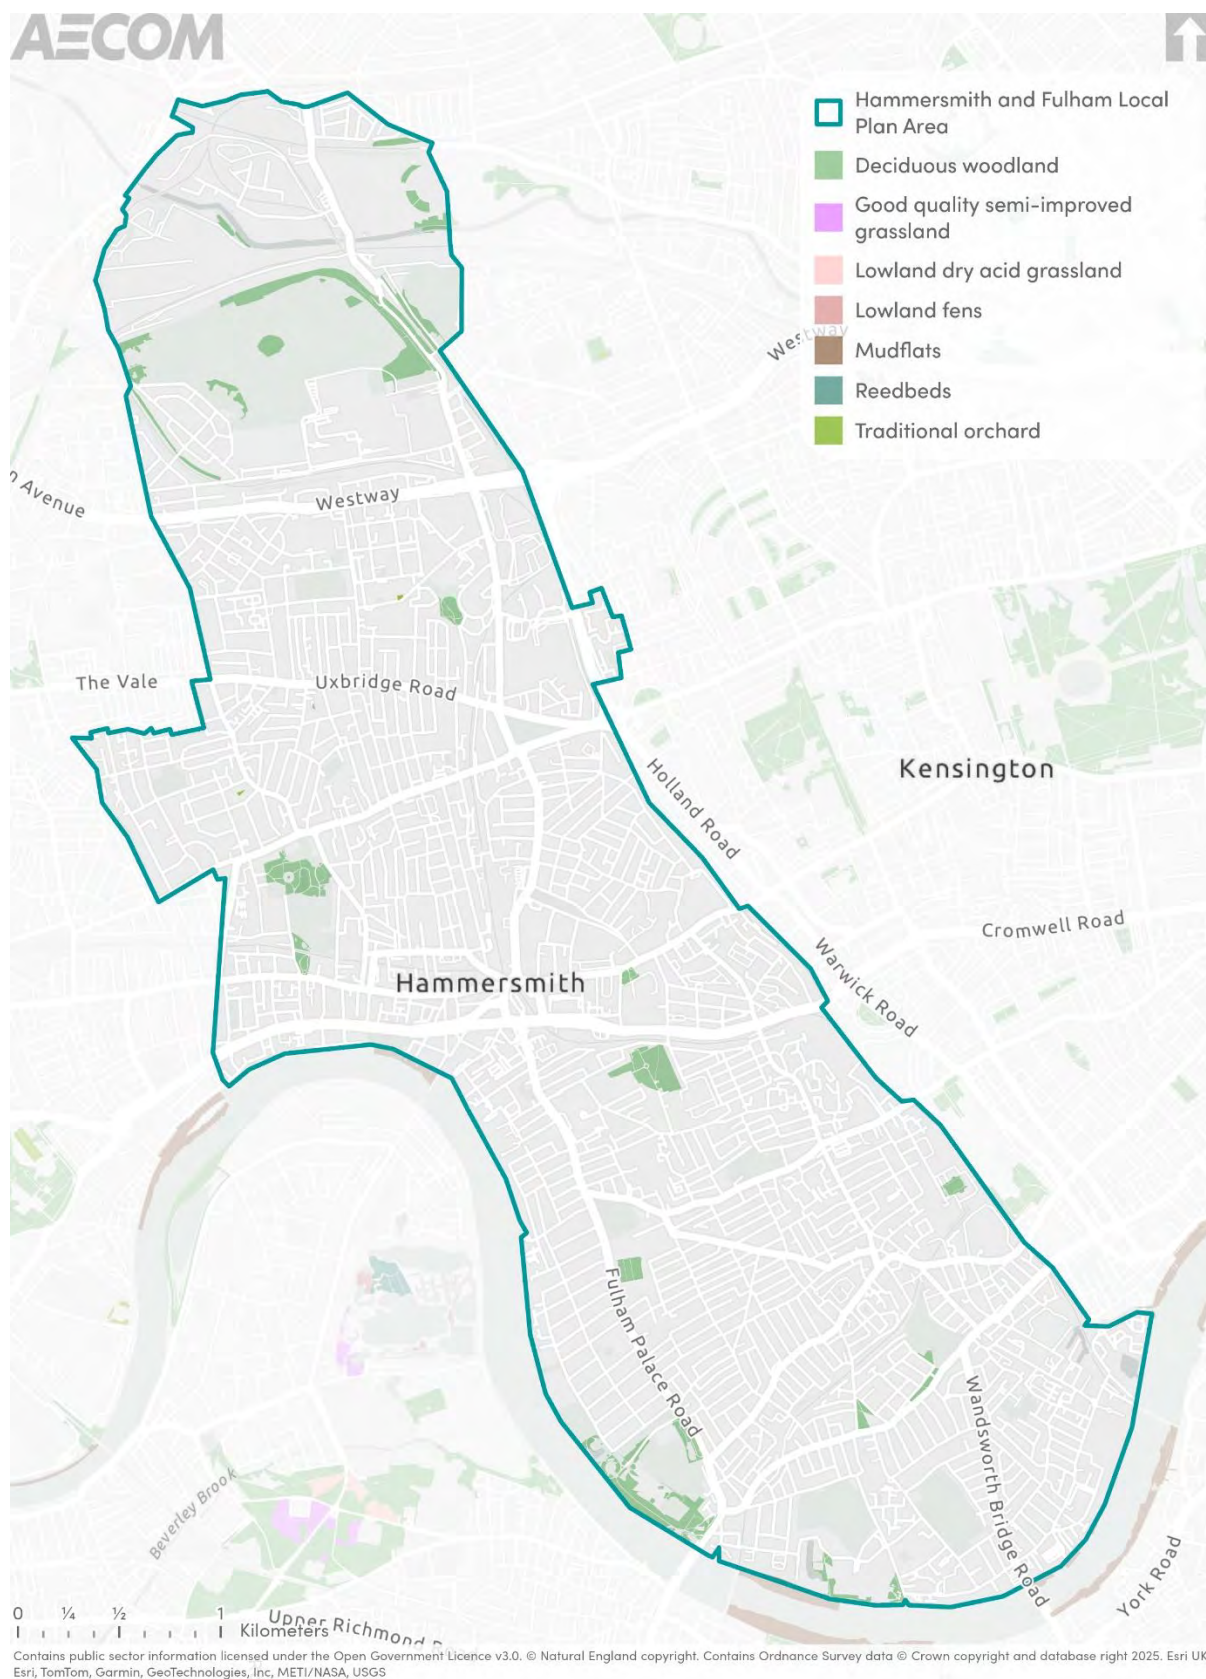 AECOM
Hammersmith and Fulham Local
Plan Area
Deciduous woodland
Good quality semi-improved
grassland
Lowland dry acid grassland
Lowland fens
Westway
Mudflats
Reedbeds
Traditional orchard
n Avenue
Westway
The Vale
Uxbridge Road
Holland Road
Kensington
Cromwell Road
Warwick Road
Hammersmith
Fulham Palace Road
Wandsworth Bridge Road
Beverley Brook
York Road
0 ¼ ½ 1
Kilometers
Upper Richmond
Contains public sector information licensed under the Open Government Licence v3.0. © Natural England copyright. Contains Ordnance Survey data © Crown copyright and database right 2025. Esri UK
Esri, TomTom, Garmin, GeoTechnologies, Inc, METI/NASA, USGS